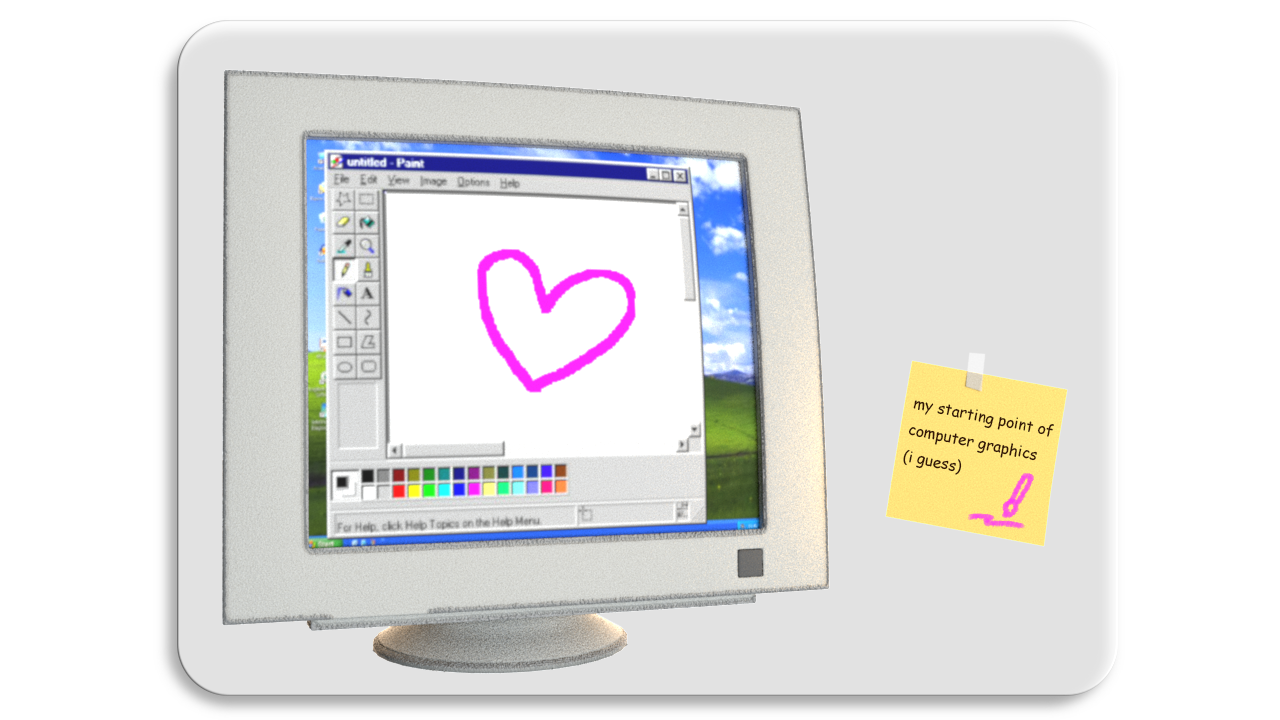 untitled - Paint
File Edit View Image Options Help
A
For Help, click Help Topics on the Help Menu.
Start
my starting point of
computer graphics
(i guess)